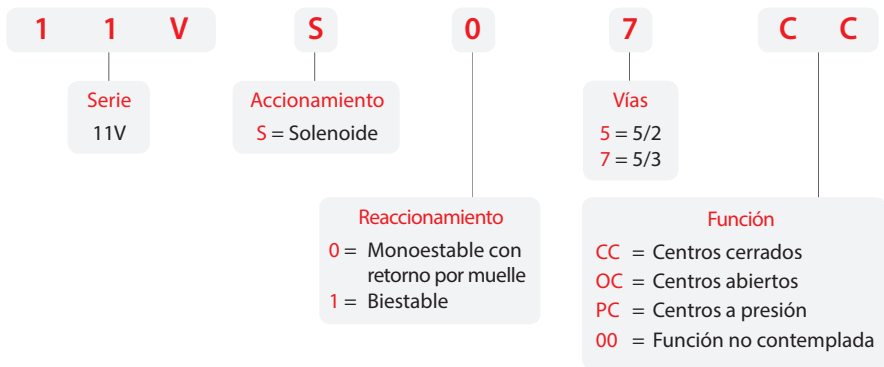 1 1 V S 0 7 C C
Serie
11V
Accionamiento
S = Solenoide
Vías
5 = 5/2
7 = 5/3
Reaccionamiento
0 = Monoestable con
retorno por muelle
1 = Biestable
Función
CC = Centros cerrados
OC = Centros abiertos
PC = Centros a presión
00 = Función no contemplada